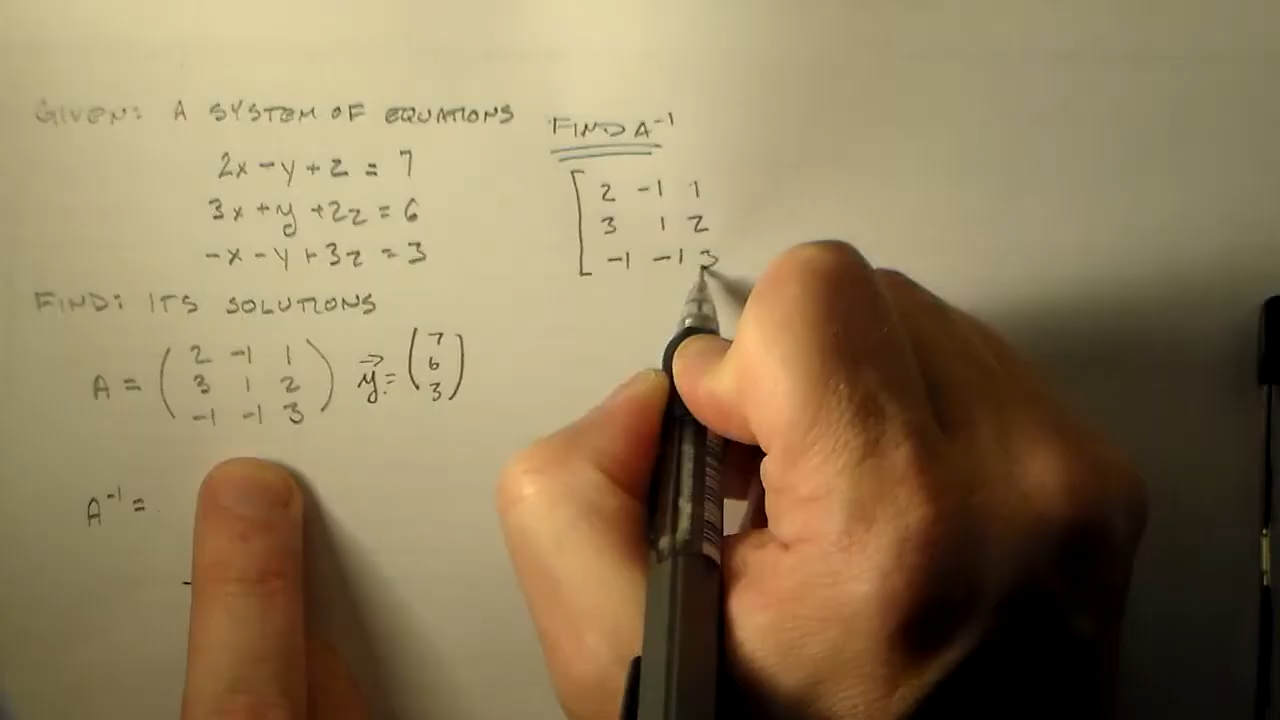 GIVEN: A SYSTEM OF EQUATIONS
2x - y + z = 7
3x + y + 2z = 6
-x - y + 3z = 3
FIND: ITS SOLUTIONS
A = ( 2 -1 1 )
3 1 2
-1 -1 3
y = ( 7 )
6
3
A⁻¹ =
FIND A⁻¹
[ 2 -1 1
3 1 2
-1 -1 3